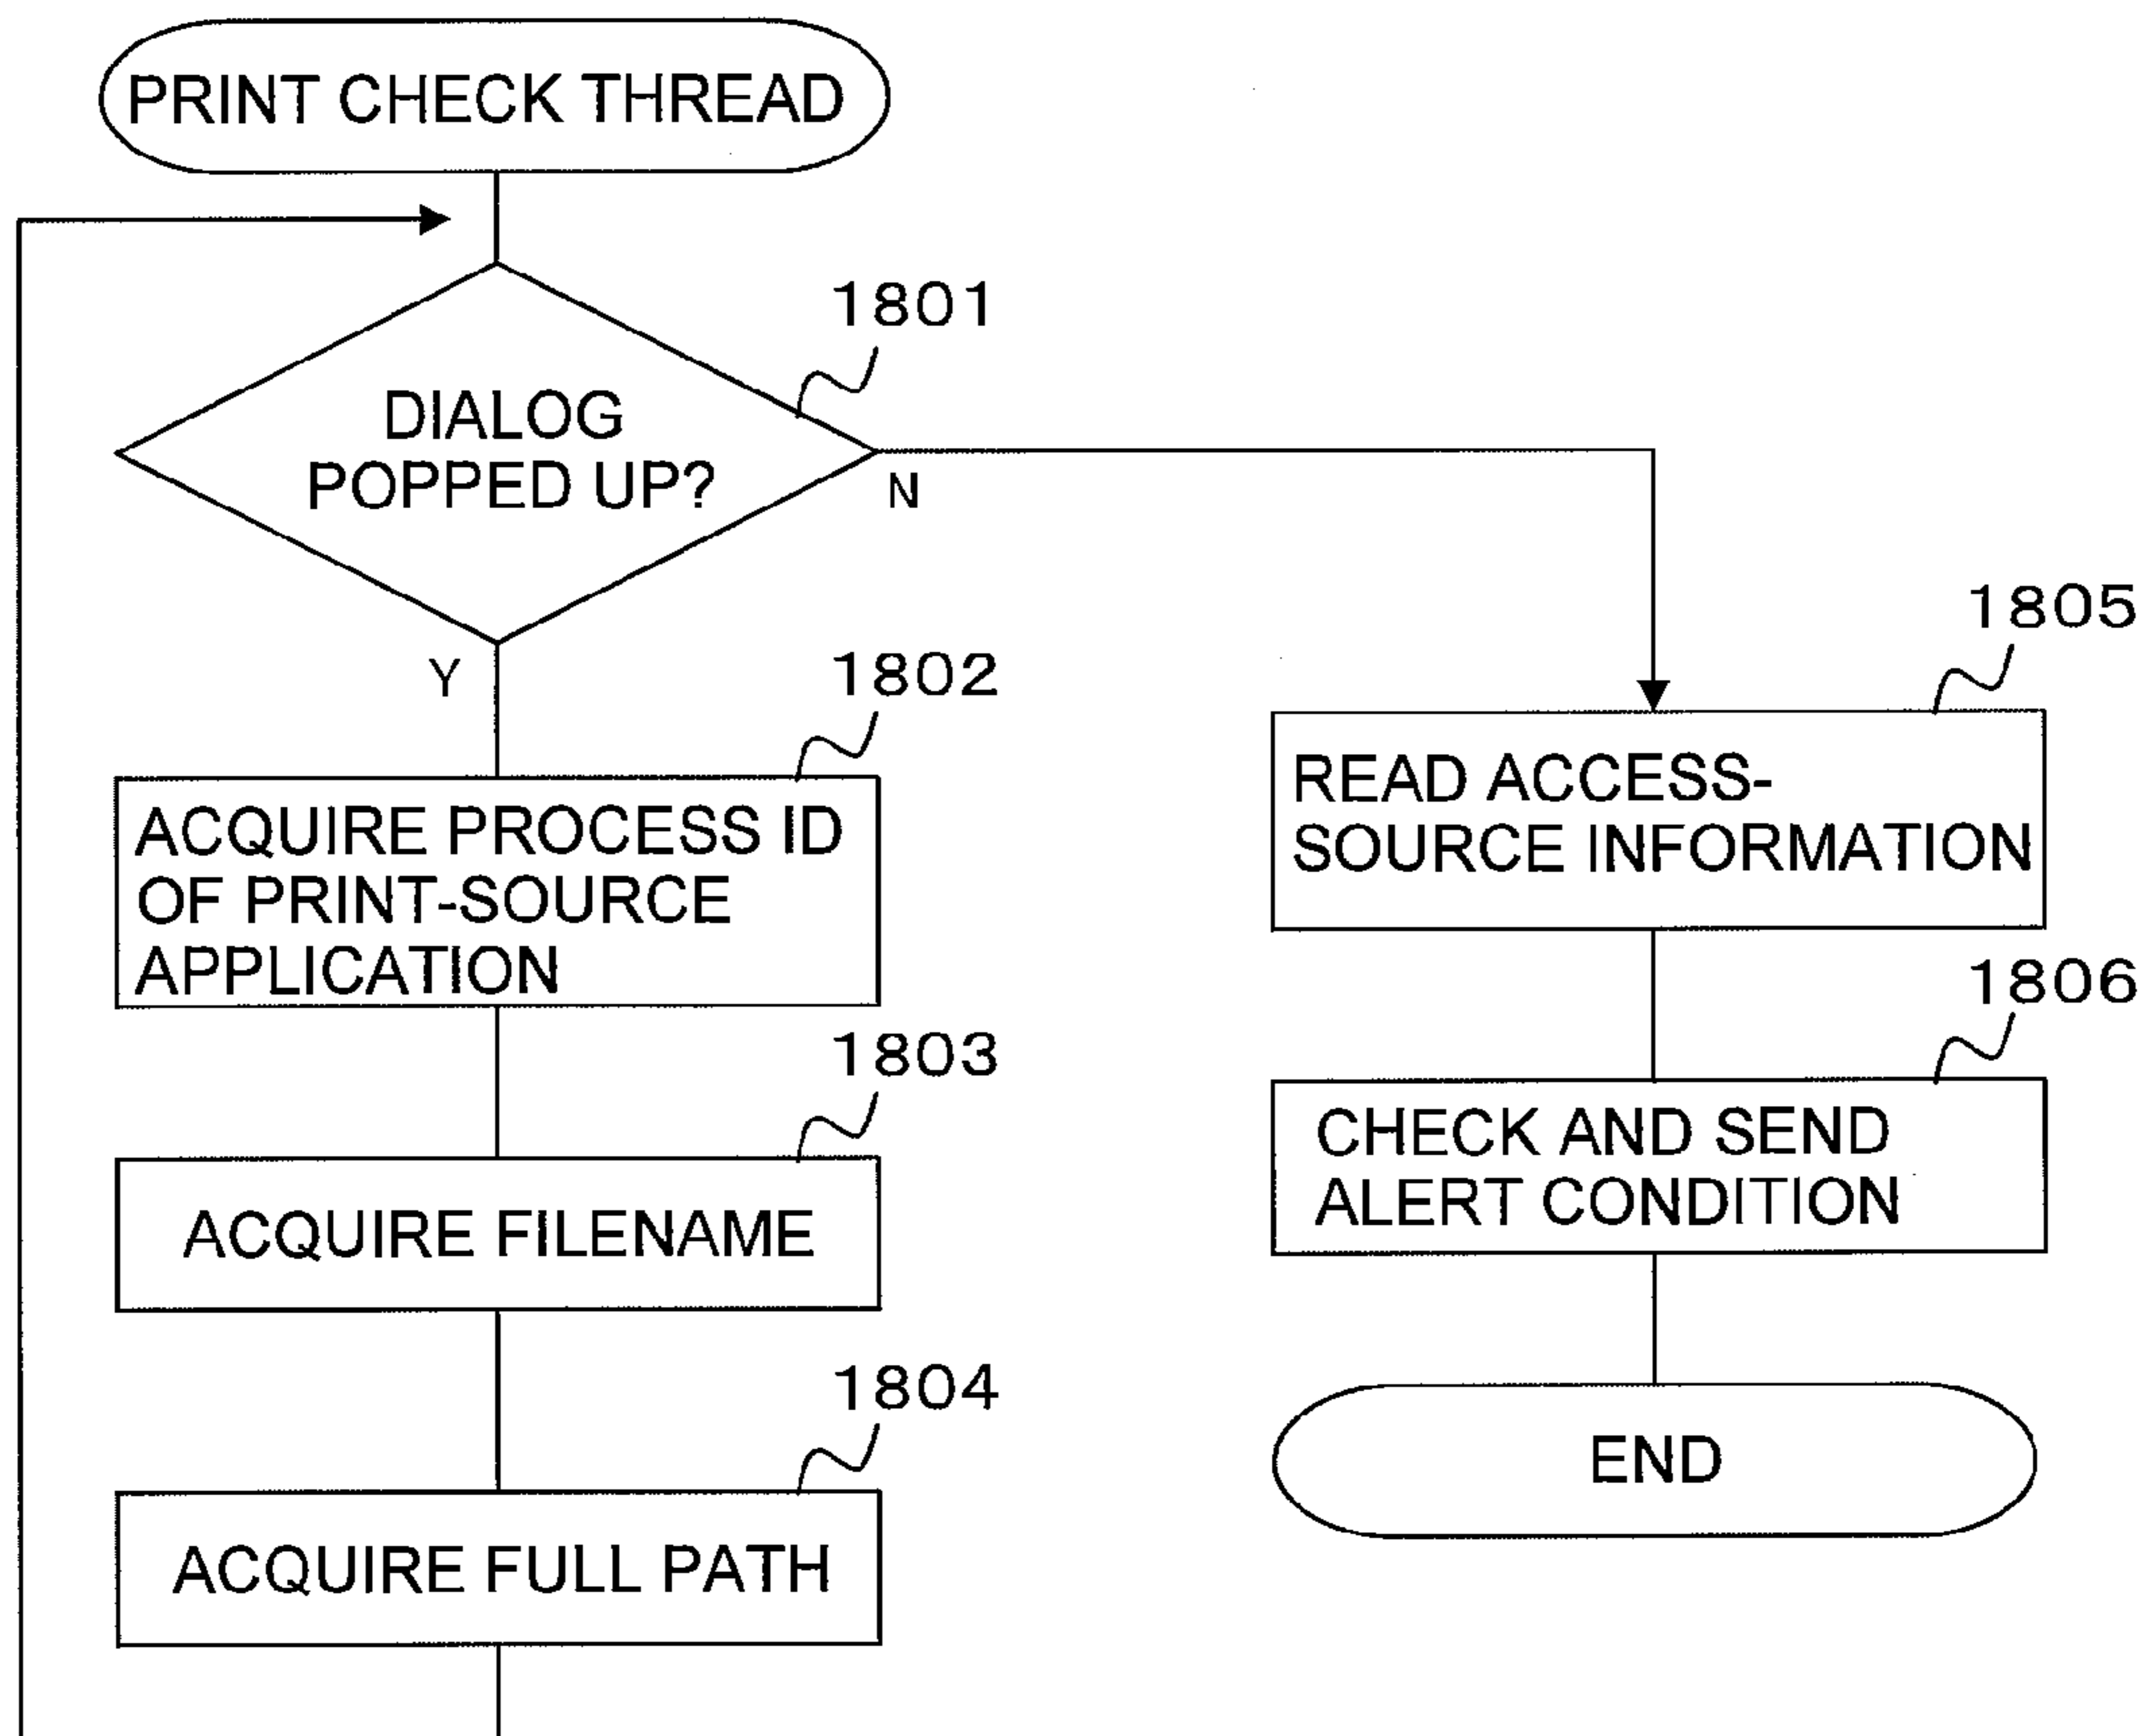 PRINT CHECK THREAD
1801
DIALOG
POPPED UP?
N
Y
1802
ACQUIRE PROCESS ID
OF PRINT-SOURCE
APPLICATION
1803
ACQUIRE FILENAME
1804
ACQUIRE FULL PATH
1805
READ ACCESS-
SOURCE INFORMATION
1806
CHECK AND SEND
ALERT CONDITION
END